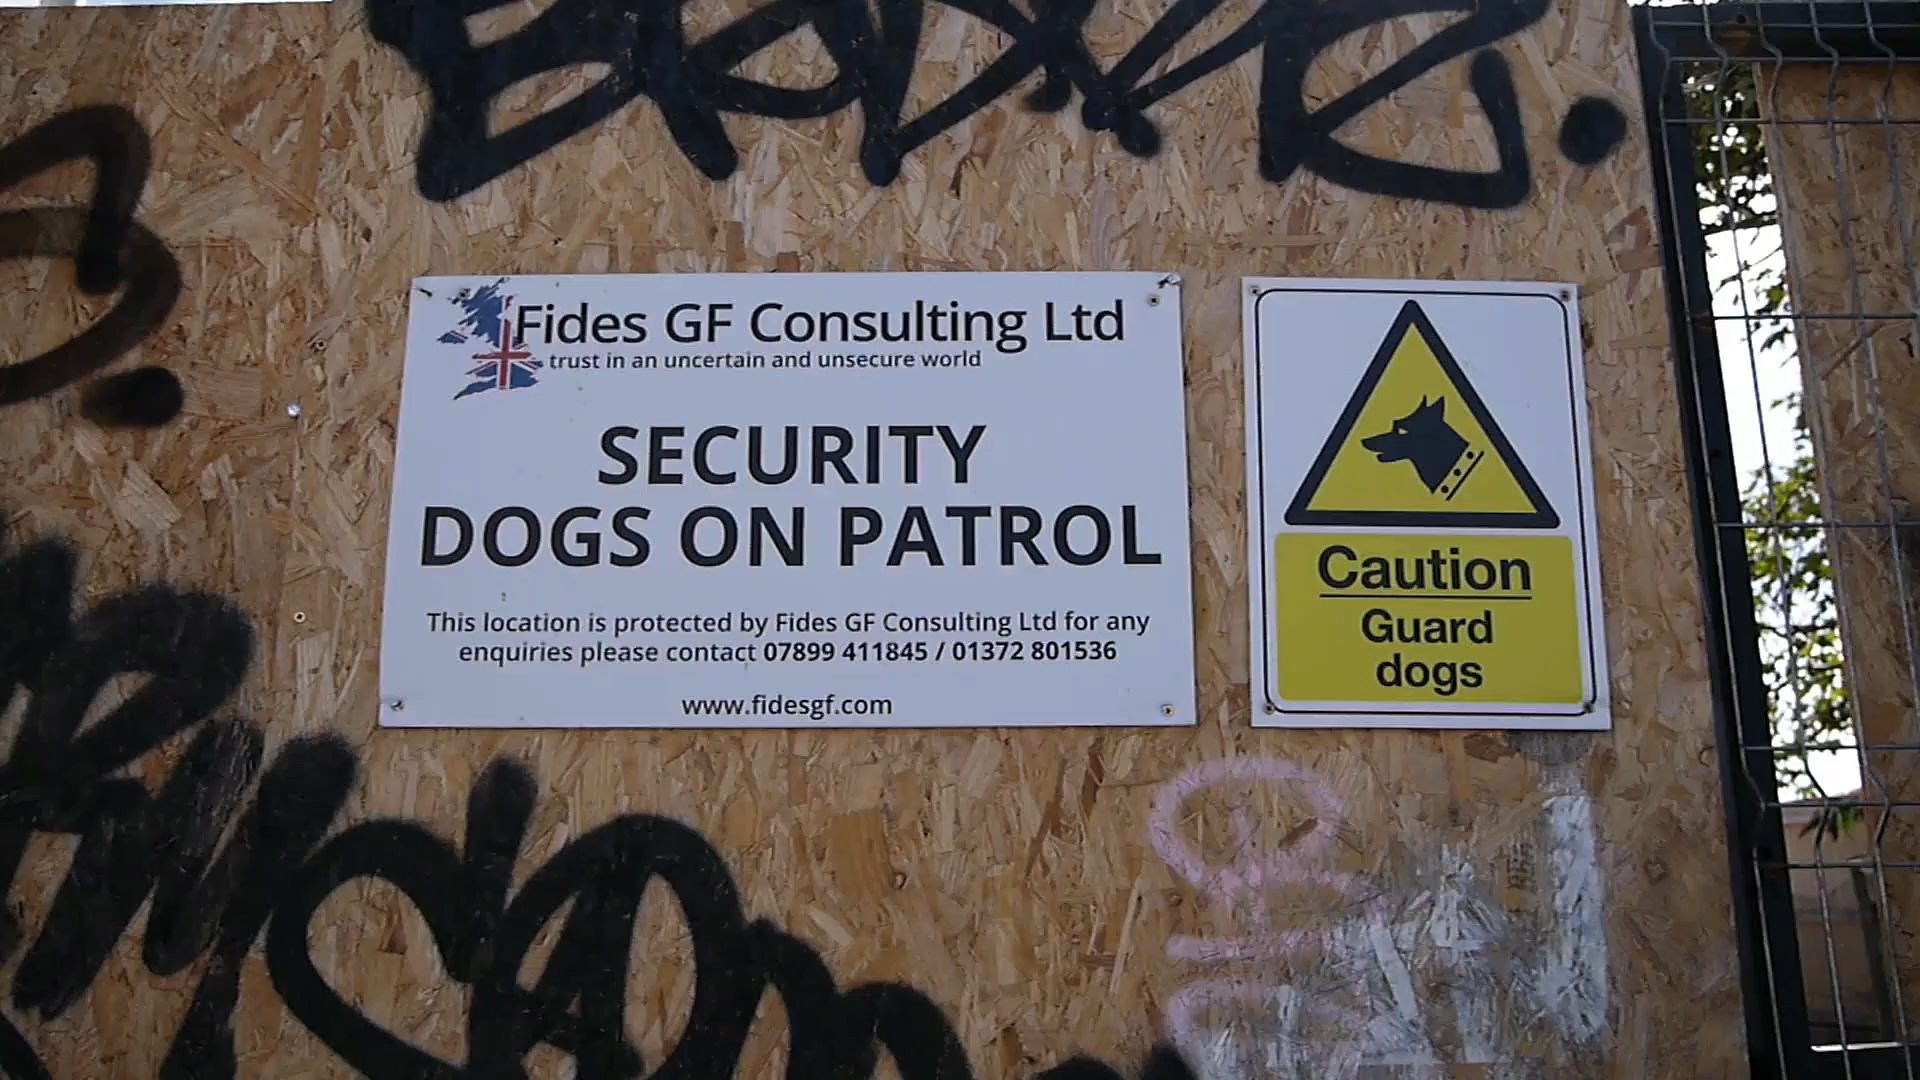 Fides GF Consulting Ltd
trust in an uncertain and unsecure world
SECURITY
DOGS ON PATROL
This location is protected by Fides GF Consulting Ltd for any
enquiries please contact 07899 411845 / 01372 801536
www.fidesgf.com
Caution
Guard
dogs